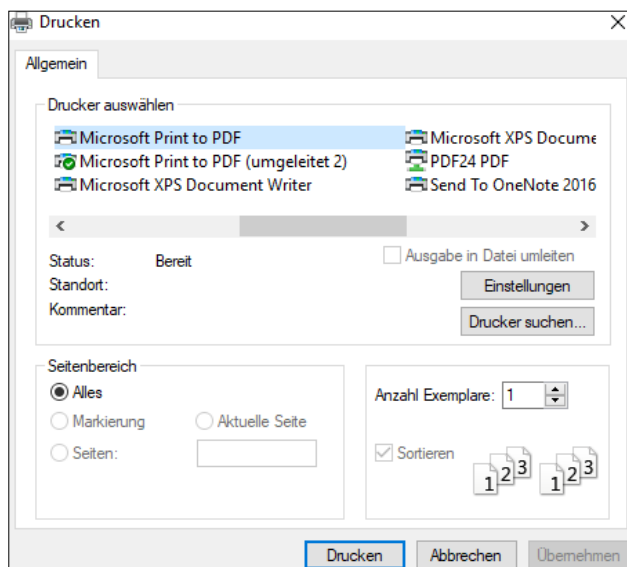 Drucken
Allgemein
Drucker auswählen
Microsoft Print to PDF
Microsoft Print to PDF (umgeleitet 2)
Microsoft XPS Document Writer
Microsoft XPS Docume
PDF24 PDF
Send To OneNote 2016
Status: Bereit
Standort:
Kommentar:
Ausgabe in Datei umleiten
Einstellungen
Drucker suchen...
Seitenbereich
Alles
Markierung Aktuelle Seite
Seiten:
Anzahl Exemplare: 1
Sortieren
1 2 3 1 2 3
Drucken Abbrechen Übernehmen